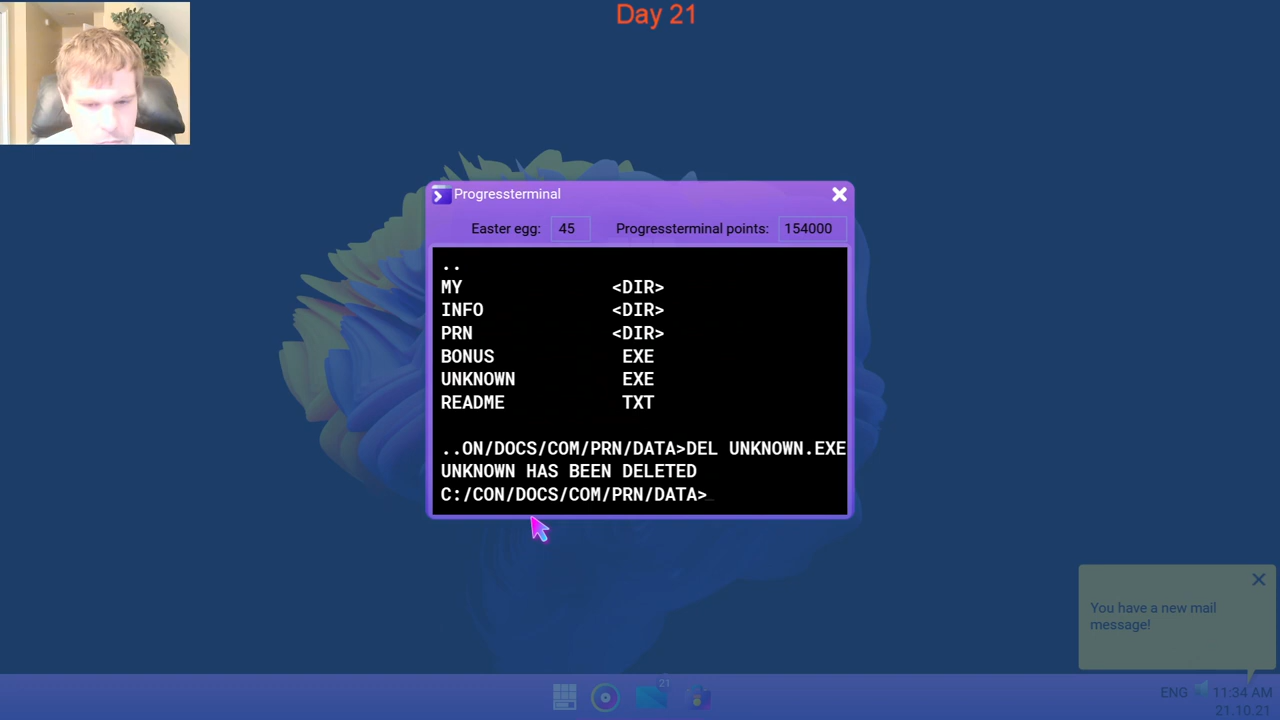 Day 21
Progressterminal
Easter egg: 45 Progressterminal points: 154000
..
MY <DIR>
INFO <DIR>
PRN <DIR>
BONUS EXE
UNKNOWN EXE
README TXT
..ON/DOCS/COM/PRN/DATA>DEL UNKNOWN.EXE
UNKNOWN HAS BEEN DELETED
C:/CON/DOCS/COM/PRN/DATA>_
You have a new mail
message!
21
ENG 11:34 AM
21.10.21